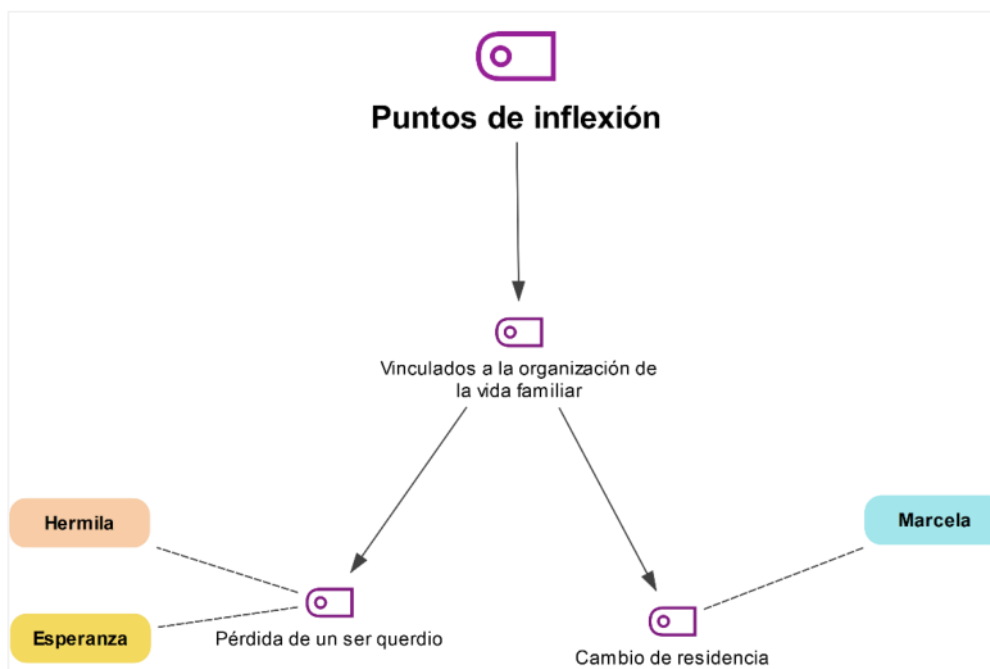 Puntos de inflexión
Vinculados a la organización de
la vida familiar
Hermila
Marcela
Esperanza
Pérdida de un ser querdio
Cambio de residencia